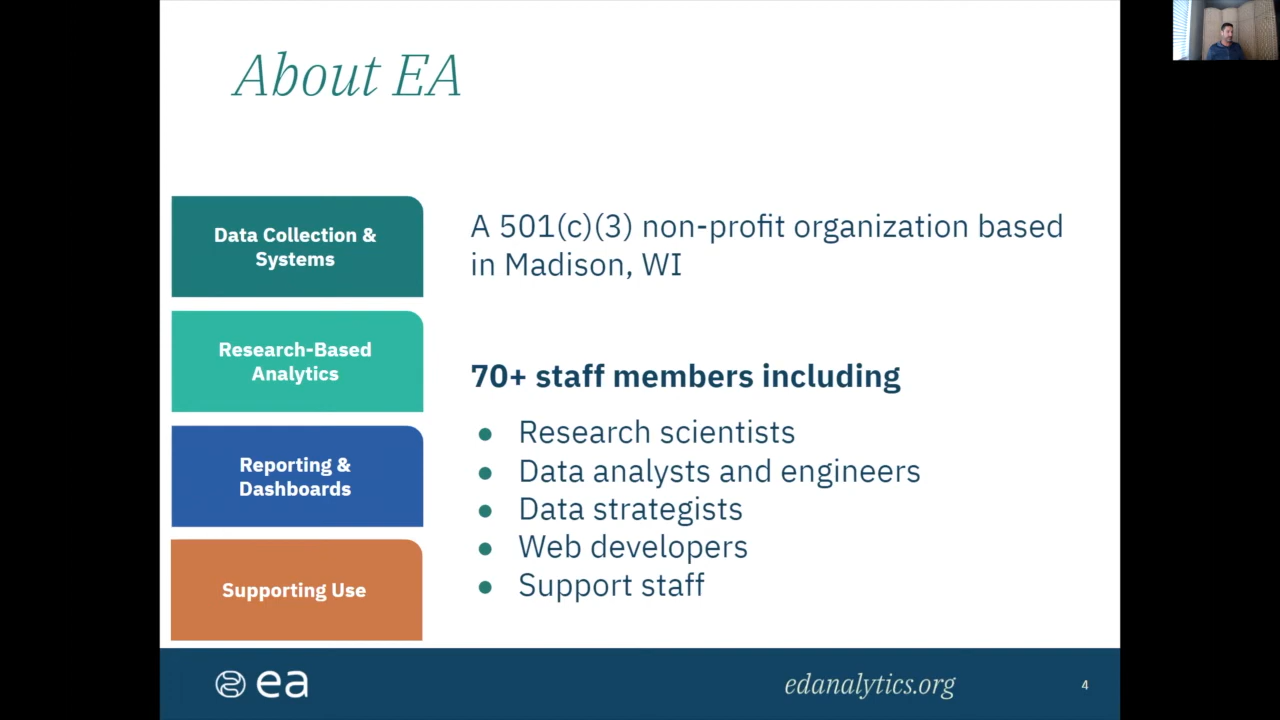 About EA
Data Collection &
Systems
Research-Based
Analytics
Reporting &
Dashboards
Supporting Use
A 501(c)(3) non-profit organization based
in Madison, WI
70+ staff members including
● Research scientists
● Data analysts and engineers
● Data strategists
● Web developers
● Support staff
ea
edanalytics.org
4